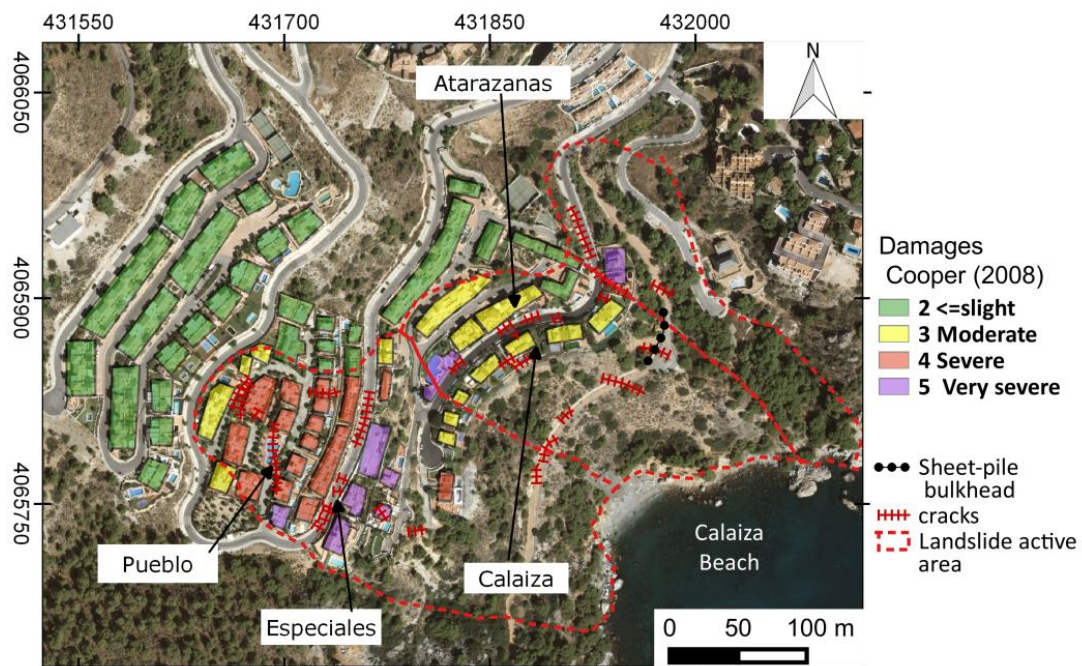 431550 431700 431850 432000
4066050
4065900
4065750
N
Atarazanas
Pueblo
Especiales
Calaiza
Calaiza
Beach
0 50 100 m
Damages
Cooper (2008)
2 <=slight
3 Moderate
4 Severe
5 Very severe
Sheet-pile
bulkhead
cracks
Landslide active
area